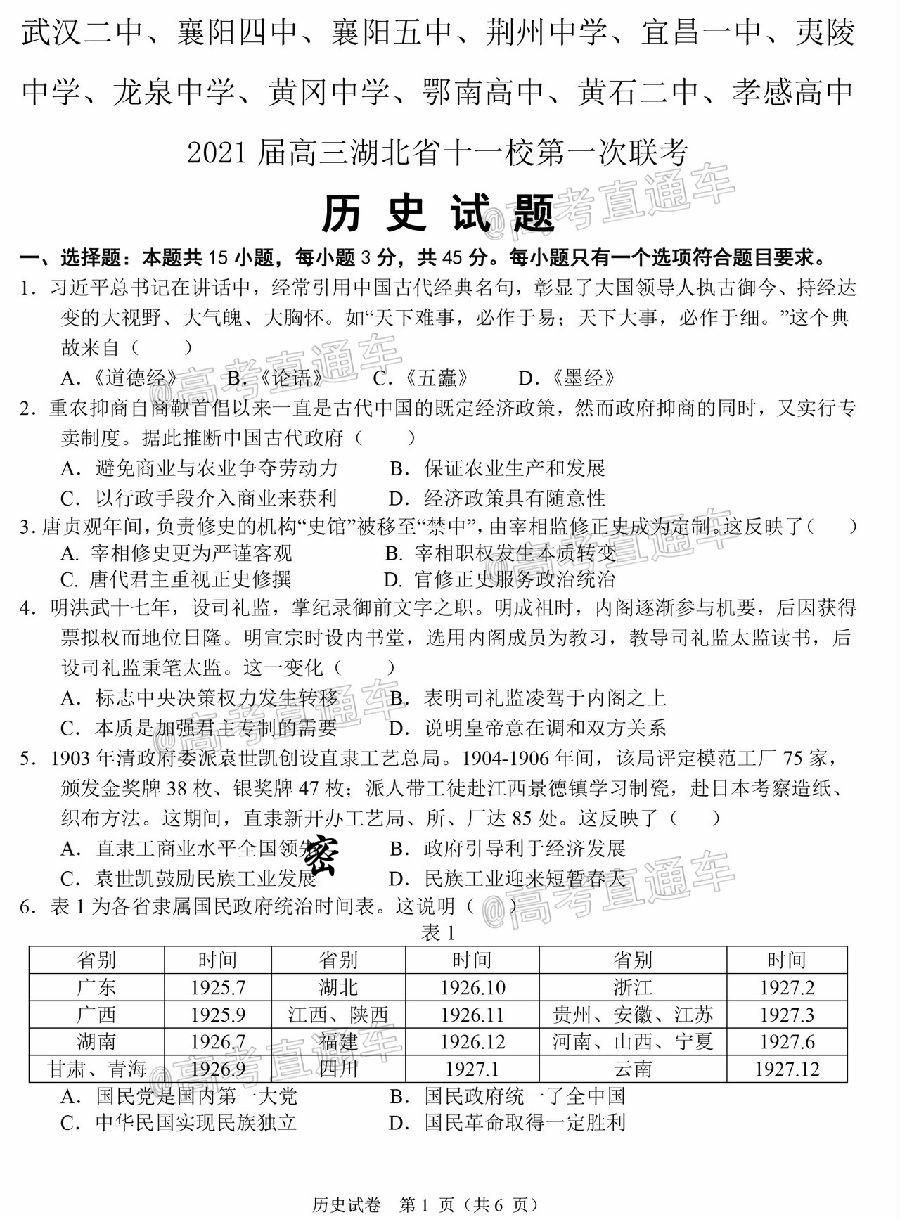 武汉二中、襄阳四中、襄阳五中、荆州中学、宜昌一中、夷陵
中学、龙泉中学、黄冈中学、鄂南高中、黄石二中、孝感高中
2021 届高三湖北省十一校第一次联考
历 史 试 题
@高考直通车
一、选择题：本题共 15 小题，每小题 3 分，共 45 分。每小题只有一个选项符合题目要求。
1．习近平总书记在讲话中，经常引用中国古代经典名句，彰显了大国领导人执古御今、持经达
变的大视野、大气魄、大胸怀。如“天下难事，必作于易；天下大事，必作于细。”这个典
故来自（　　）
@高考直通车
A．《道德经》 B．《论语》 C．《五蠹》 D．《墨经》
2．重农抑商自商鞅首倡以来一直是古代中国的既定经济政策，然而政府抑商的同时，又实行专
卖制度。据此推断中国古代政府（　　）
A．避免商业与农业争夺劳动力 B．保证农业生产和发展
C．以行政手段介入商业来获利 D．经济政策具有随意性
3. 唐贞观年间，负责修史的机构“史馆”被移至“禁中”，由宰相监修正史成为定制。这反映了（　　）
A. 宰相修史更为严谨客观 B. 宰相职权发生本质转变
@高考直通车
C. 唐代君主重视正史修撰 D. 官修正史服务政治统治
4．明洪武十七年，设司礼监，掌纪录御前文字之职。明成祖时，内阁逐渐参与机要，后因获得
票拟权而地位日隆。明宣宗时设内书堂，选用内阁成员为教习，教导司礼监太监读书，后
设司礼监秉笔太监。这一变化（　　）
A．标志中央决策权力发生转移 B．表明司礼监凌驾于内阁之上
@高考直通车
C．本质是加强君主专制的需要 D．说明皇帝意在调和双方关系
5．1903 年清政府委派袁世凯创设直隶工艺总局。1904-1906 年间，该局评定模范工厂 75 家，
颁发金奖牌 38 枚、银奖牌 47 枚；派人带工徒赴江西景德镇学习制瓷，赴日本考察造纸、
织布方法。这期间，直隶新开办工艺局、所、厂达 85 处。这反映了（　　）
A．直隶工商业水平全国领先 B．政府引导利于经济发展
密
C．袁世凯鼓励民族工业发展 D．民族工业迎来短暂春天
@高考直通车
6．表 1 为各省隶属国民政府统治时间表。这说明（　　）
表 1
省别 时间 省别 时间 省别 时间
广东 1925.7 湖北 1926.10 浙江 1927.2
广西 1925.9 江西、陕西 1926.11 贵州、安徽、江苏 1927.3
湖南 1926.7 福建 1926.12 河南、山西、宁夏 1927.6
甘肃、青海 1926.9 四川 1927.1 云南 1927.12
@高考直通车
A．国民党是国内第一大党 B．国民政府统一了全中国
C．中华民国实现民族独立 D．国民革命取得一定胜利
历史试卷 第 1 页（共 6 页）